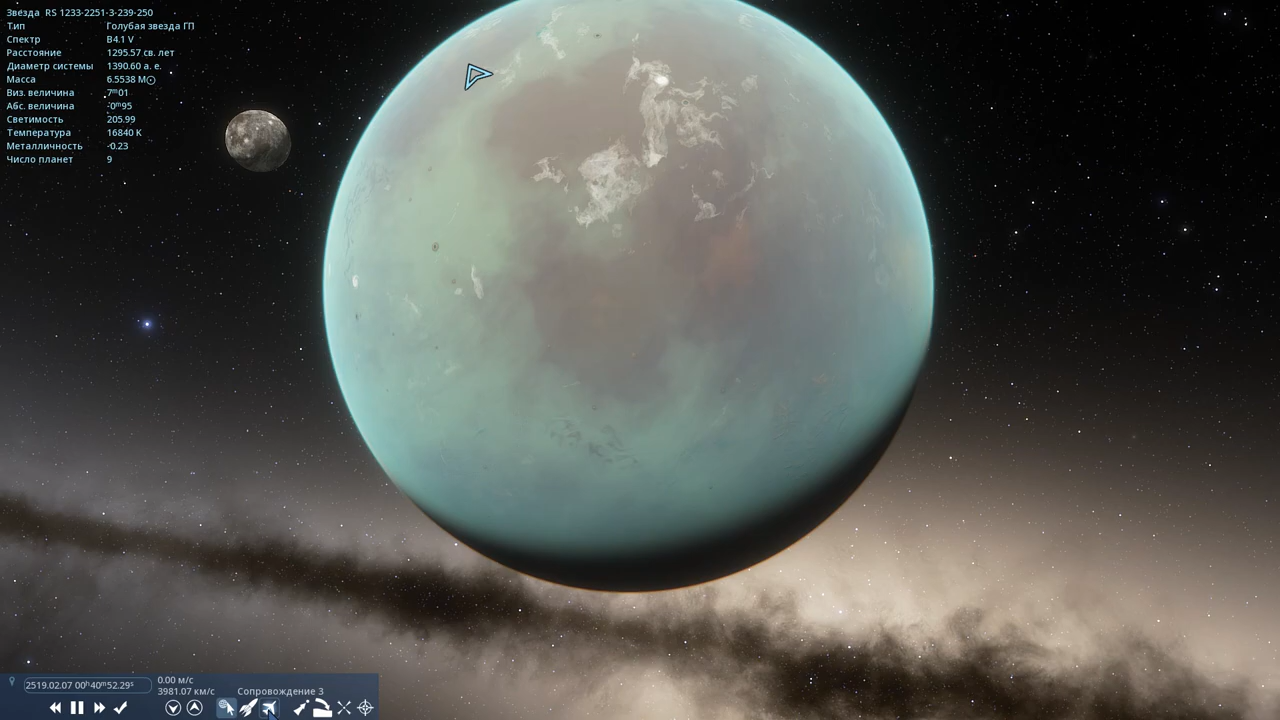 Звезда RS 1233-2251-3-239-250
Тип Голубая звезда ГП
Спектр B4.1 V
Расстояние 1295.57 св. лет
Диаметр системы 1390.60 а. е.
Масса 6.5538 M☉
Виз. величина 7ᵐ01
Абс. величина -0ᵐ95
Светимость 205.99
Температура 16840 K
Металличность -0.23
Число планет 9
2519.02.07 00ʰ40ᵐ52.29ˢ
0.00 м/с
3981.07 км/с Сопровождение 3